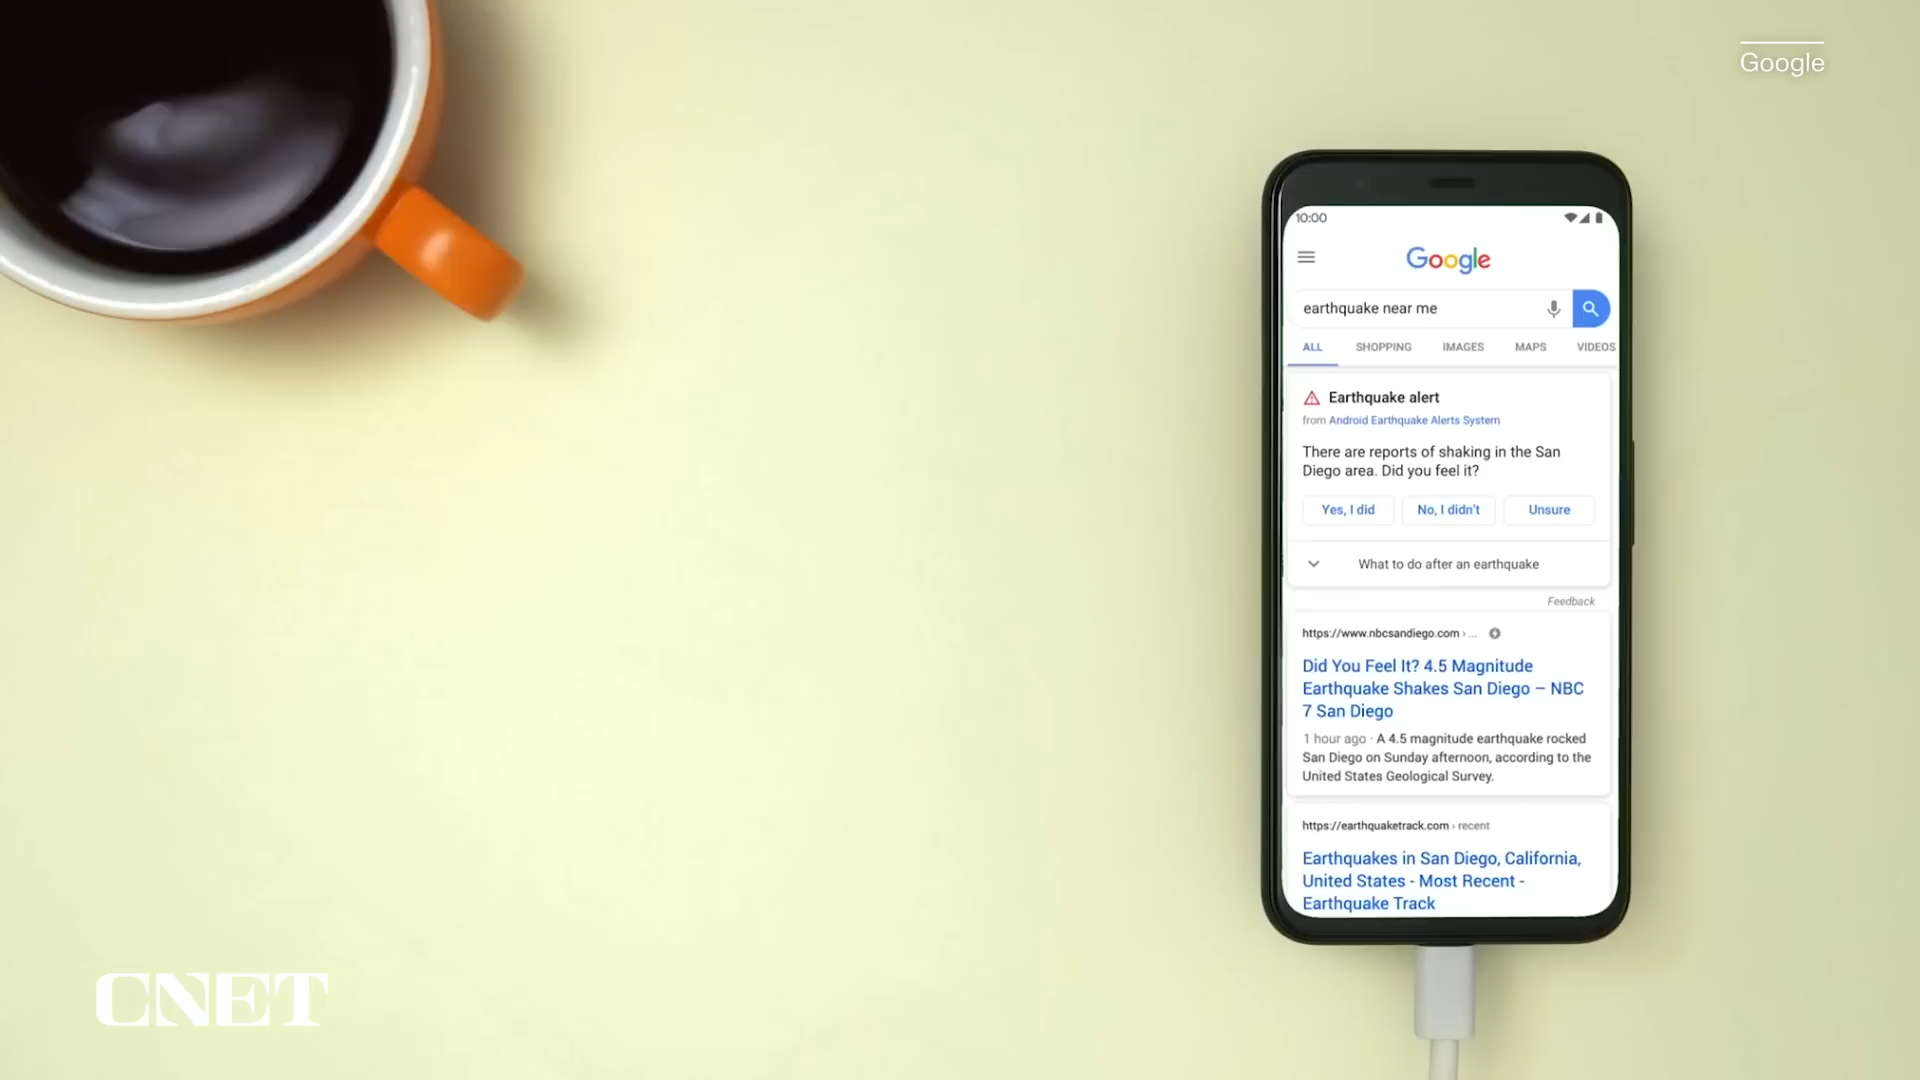 Google
10:00
Google
earthquake near me
ALL SHOPPING IMAGES MAPS VIDEOS
Earthquake alert
from Android Earthquake Alerts System
There are reports of shaking in the San
Diego area. Did you feel it?
Yes, I did No, I didn't Unsure
What to do after an earthquake
Feedback
https://www.nbcsandiego.com › ...
Did You Feel It? 4.5 Magnitude
Earthquake Shakes San Diego – NBC
7 San Diego
1 hour ago · A 4.5 magnitude earthquake rocked
San Diego on Sunday afternoon, according to the
United States Geological Survey.
https://earthquaketrack.com › recent
Earthquakes in San Diego, California,
United States - Most Recent -
Earthquake Track
CNET